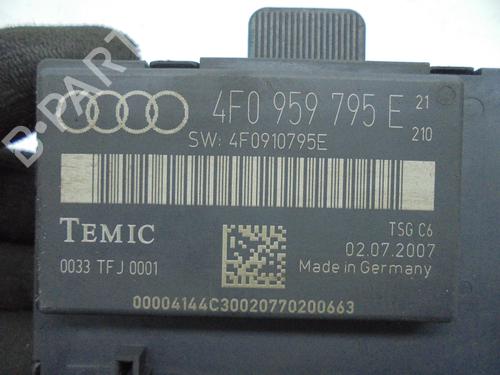 B-PARTS
4F0 959 795 E 21
210
SW: 4F0910795E
TEMIC
TSG C6
02.07.2007
0033 TFJ 0001
Made in Germany
00004144C30020770200663